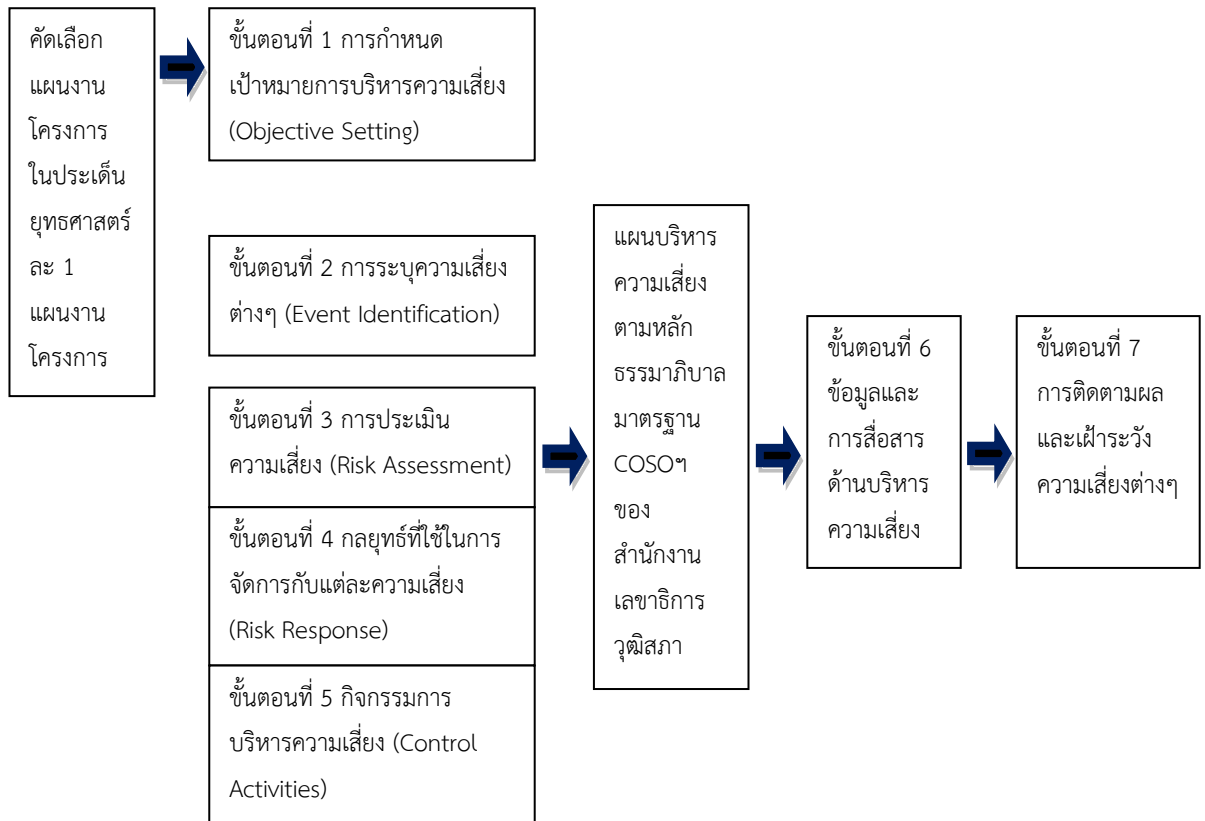 คัดเลือก
แผนงาน
โครงการ
ในประเด็น
ยุทธศาสตร์
ละ 1
แผนงาน
โครงการ
ขั้นตอนที่ 1 การกำหนด
เป้าหมายการบริหารความเสี่ยง
(Objective Setting)
ขั้นตอนที่ 2 การระบุความเสี่ยง
ต่างๆ (Event Identification)
ขั้นตอนที่ 3 การประเมิน
ความเสี่ยง (Risk Assessment)
ขั้นตอนที่ 4 กลยุทธ์ที่ใช้ในการ
จัดการกับแต่ละความเสี่ยง
(Risk Response)
ขั้นตอนที่ 5 กิจกรรมการ
บริหารความเสี่ยง (Control
Activities)
แผนบริหาร
ความเสี่ยง
ตามหลัก
ธรรมาภิบาล
มาตรฐาน
COSOฯ
ของ
สำนักงาน
เลขาธิการ
วุฒิสภา
ขั้นตอนที่ 6
ข้อมูลและ
การสื่อสาร
ด้านบริหาร
ความเสี่ยง
ขั้นตอนที่ 7
การติดตามผล
และเฝ้าระวัง
ความเสี่ยงต่างๆ